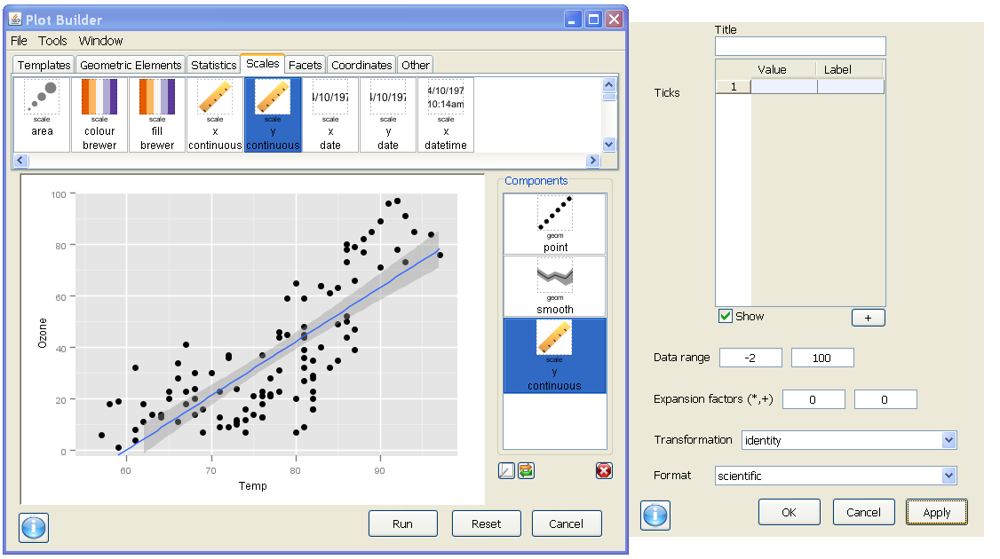 Plot Builder
File Tools Window
Templates Geometric Elements Statistics Scales Facets Coordinates Other
scale
area
scale
colour
brewer
scale
fill
brewer
scale
x
continuous
scale
y
continuous
4/10/197
scale
x
date
4/10/197
scale
y
date
4/10/197
10:14am
scale
x
datetime
100
80
60
40
20
0
Ozone
60 70 80 90
Temp
Components
geom
point
geom
smooth
scale
y
continuous
Run Reset Cancel
Title
Ticks
Value Label
1
Show +
Data range -2 100
Expansion factors (*,+) 0 0
Transformation identity
Format scientific
OK Cancel Apply